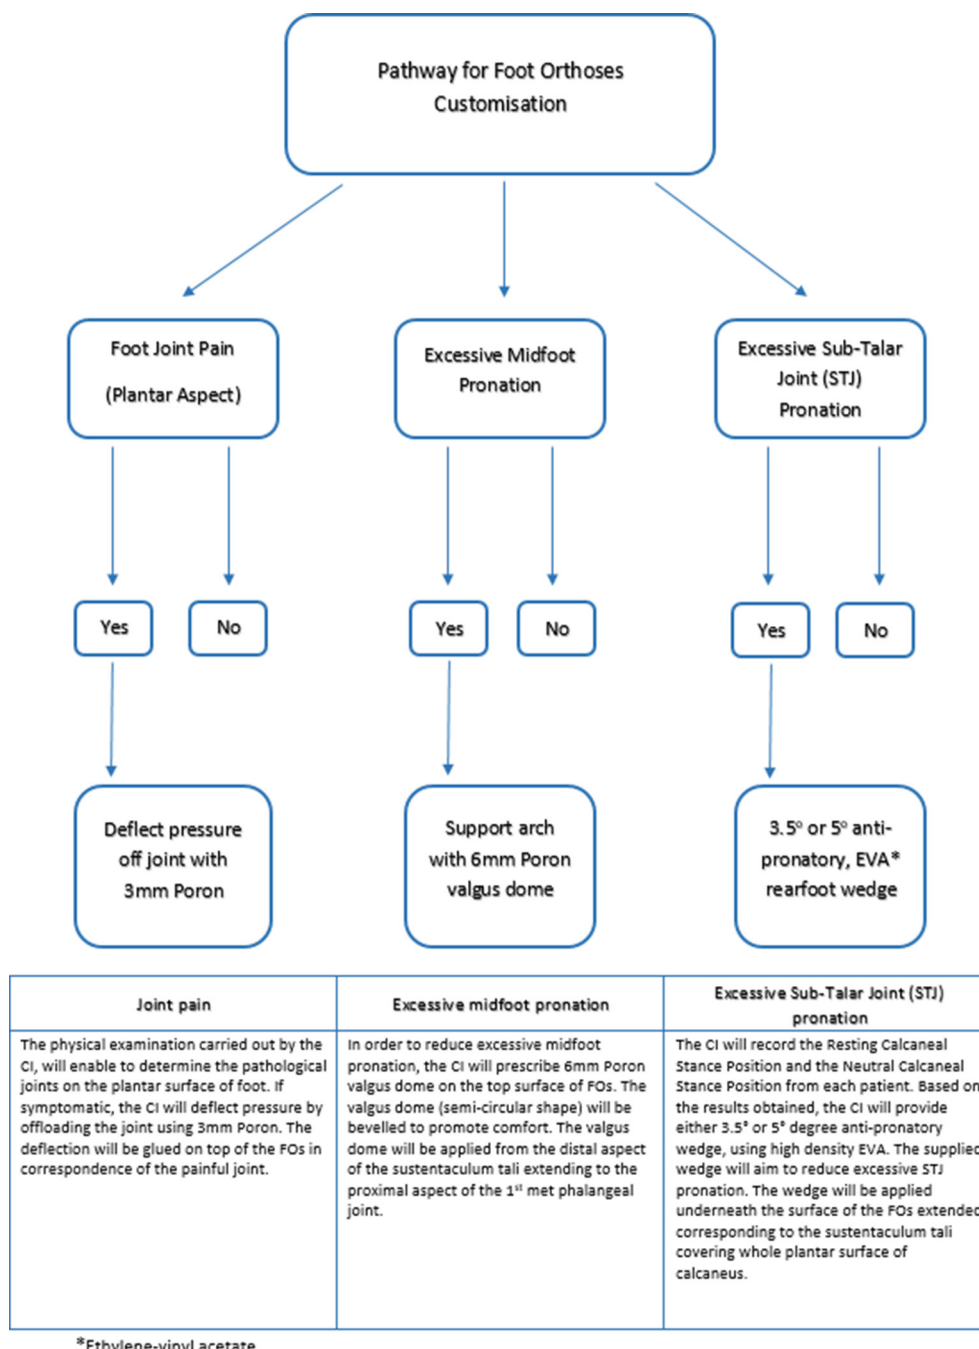 Pathway for Foot Orthoses
Customisation
Foot Joint Pain
(Plantar Aspect)
Excessive Midfoot
Pronation
Excessive Sub-Talar
Joint (STJ)
Pronation
Yes
No
Yes
No
Yes
No
Deflect pressure
off joint with
3mm Poron
Support arch
with 6mm Poron
valgus dome
3.5° or 5° anti-
pronatory, EVA*
rearfoot wedge
Joint pain
The physical examination carried out by the
CI, will enable to determine the pathological
joints on the plantar surface of foot. If
symptomatic, the CI will deflect pressure by
offloading the joint using 3mm Poron. The
deflection will be glued on top of the FOs in
correspondence of the painful joint.
Excessive midfoot pronation
In order to reduce excessive midfoot
pronation, the CI will prescribe 6mm Poron
valgus dome on the top surface of FOs. The
valgus dome (semi-circular shape) will be
bevelled to promote comfort. The valgus
dome will be applied from the distal aspect
of the sustentaculum tali extending to the
proximal aspect of the 1st met phalangeal
joint.
Excessive Sub-Talar Joint (STJ)
pronation
The CI will record the Resting Calcaneal
Stance Position and the Neutral Calcaneal
Stance Position from each patient. Based on
the results obtained, the CI will provide
either 3.5° or 5° degree anti-pronatory
wedge, using high density EVA. The supplied
wedge will aim to reduce excessive STJ
pronation. The wedge will be applied
underneath the surface of the FOs extended
corresponding to the sustentaculum tali
covering whole plantar surface of
calcaneus.
*Ethylene-vinyl acetate